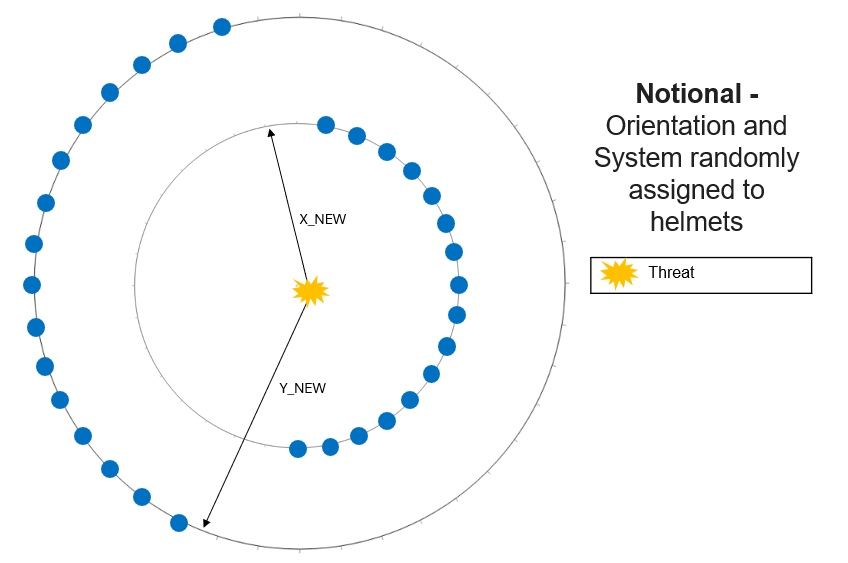 Notional -
Orientation and
System randomly
assigned to
helmets
Threat
X_NEW
Y_NEW